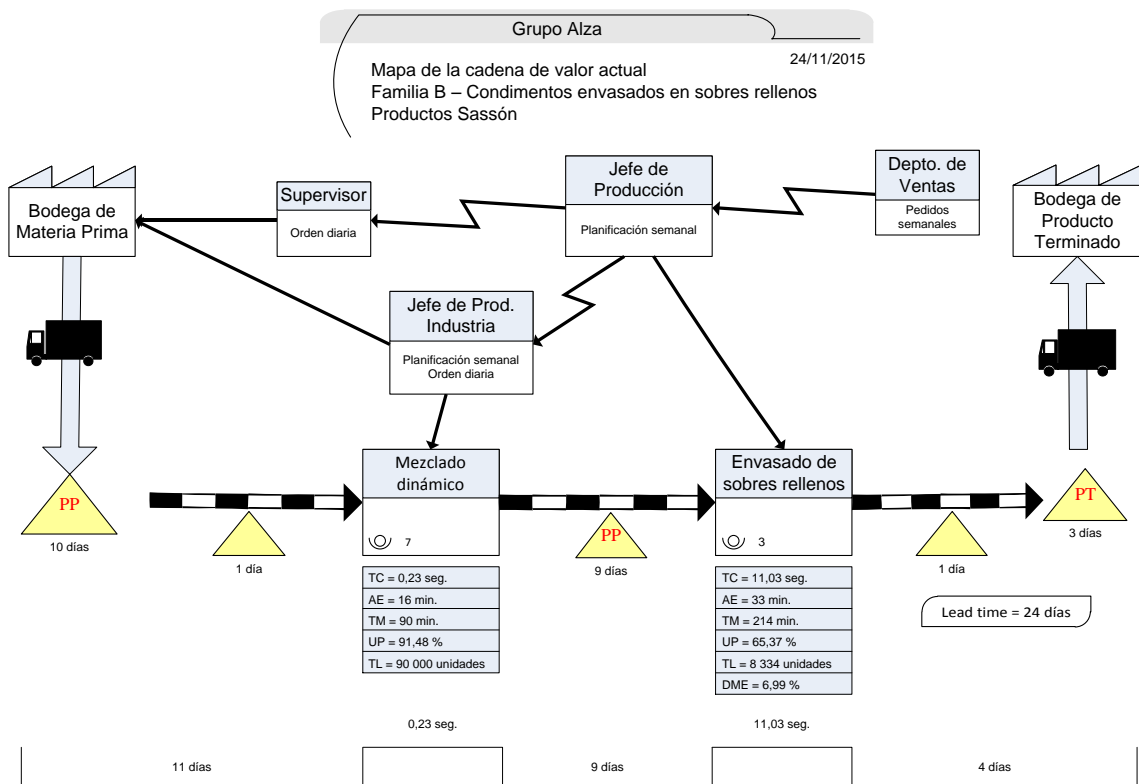 Grupo Alza
24/11/2015
Mapa de la cadena de valor actual
Familia B – Condimentos envasados en sobres rellenos
Productos Sassón
Bodega de
Materia Prima
Supervisor
Orden diaria
Jefe de
Producción
Planificación semanal
Depto. de
Ventas
Pedidos
semanales
Bodega de
Producto
Terminado
Jefe de Prod.
Industria
Planificación semanal
Orden diaria
PP
10 días
1 día
Mezclado
dinámico
7
PP
9 días
Envasado de
sobres rellenos
3
1 día
PT
3 días
TC = 0,23 seg.
AE = 16 min.
TM = 90 min.
UP = 91,48 %
TL = 90 000 unidades
TC = 11,03 seg.
AE = 33 min.
TM = 214 min.
UP = 65,37 %
TL = 8 334 unidades
DME = 6,99 %
Lead time = 24 días
0,23 seg.
11,03 seg.
11 días
9 días
4 días